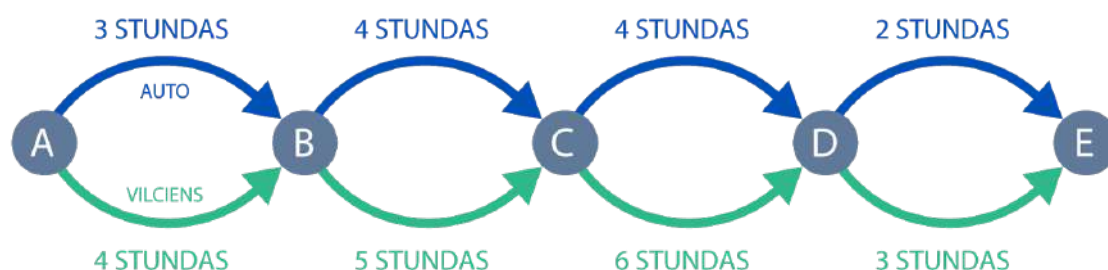 3 STUNDAS 4 STUNDAS 4 STUNDAS 2 STUNDAS
AUTO
A B C D E
VILCIENS
4 STUNDAS 5 STUNDAS 6 STUNDAS 3 STUNDAS